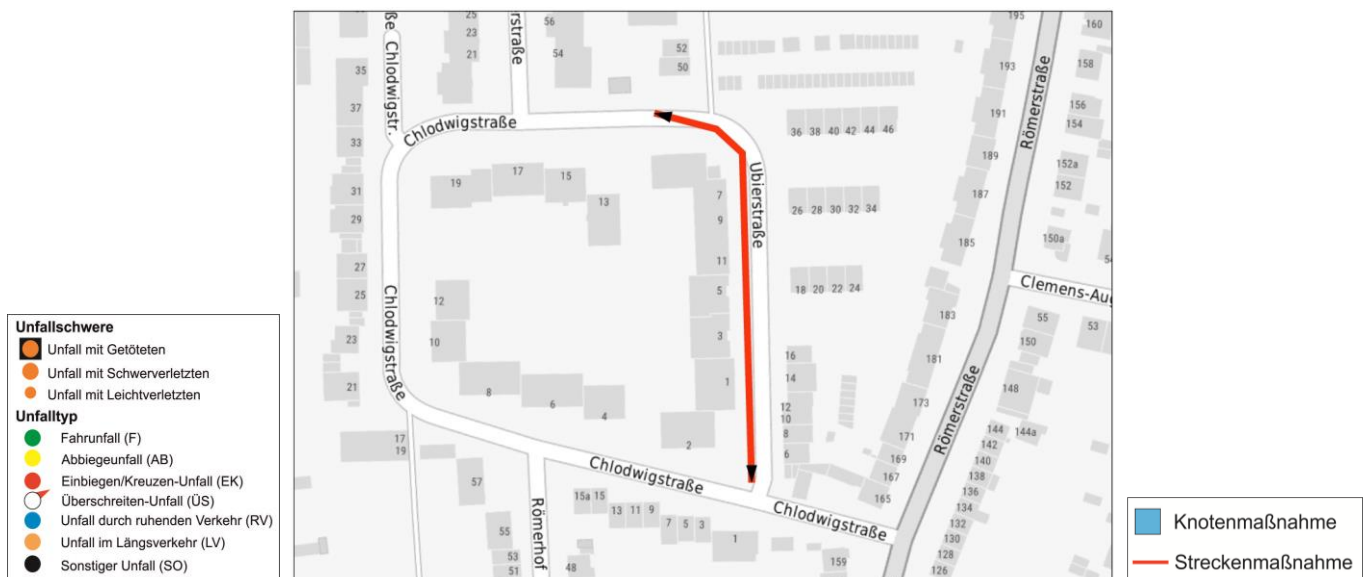 Unfallschwere
Unfall mit Getöteten
Unfall mit Schwerverletzten
Unfall mit Leichtverletzten
Unfalltyp
Fahrunfall (F)
Abbiegeunfall (AB)
Einbiegen/Kreuzen-Unfall (EK)
Überschreiten-Unfall (ÜS)
Unfall durch ruhenden Verkehr (RV)
Unfall im Längsverkehr (LV)
Sonstiger Unfall (SO)
ße
Chlodwigstr.
35
37
33
25
23
21
rstraße
56
54
52
50
195
193
191
189
187
185
Römerstraße
160
158
156
154
152a
152
150a
Chlodwigstraße
36 38 40 42 44 46
31
29
27
25
23
21
19
17
15
13
7
9
11
5
3
1
Ubierstraße
26 28 30 32 34
18 20 22 24
Clemens-Aug
Chlodwigstraße
12
10
8
6
4
2
16
14
12
10
8
6
183
181
173
171
169
167
165
Römerstraße
55
53
150
148
144
144a
142
140
138
136
134
132
130
128
126
17
19
57
55
53
51
Römerhof
Chlodwigstraße
15a 15
13 11 9
7 5 3
1
48
Chlodwigstraße
159
Knotenmaßnahme
Streckenmaßnahme